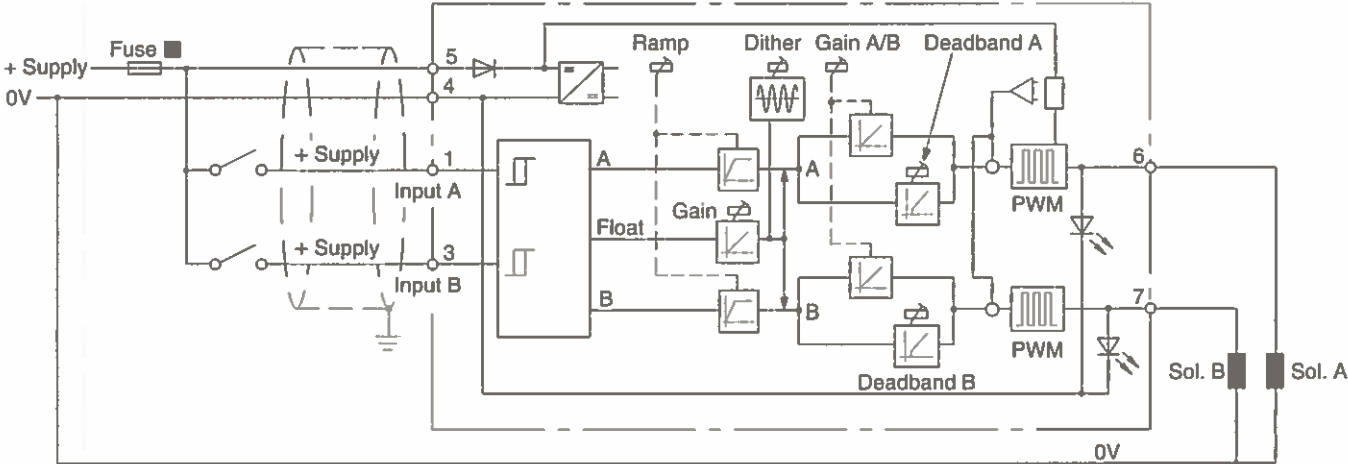 Fuse
Ramp
Dither
Gain A/B
Deadband A
+ Supply
5
0V
4
+ Supply
1
Input A
A
A
6
PWM
Gain
Float
+ Supply
3
Input B
B
B
7
PWM
Deadband B
Sol. B
Sol. A
0V